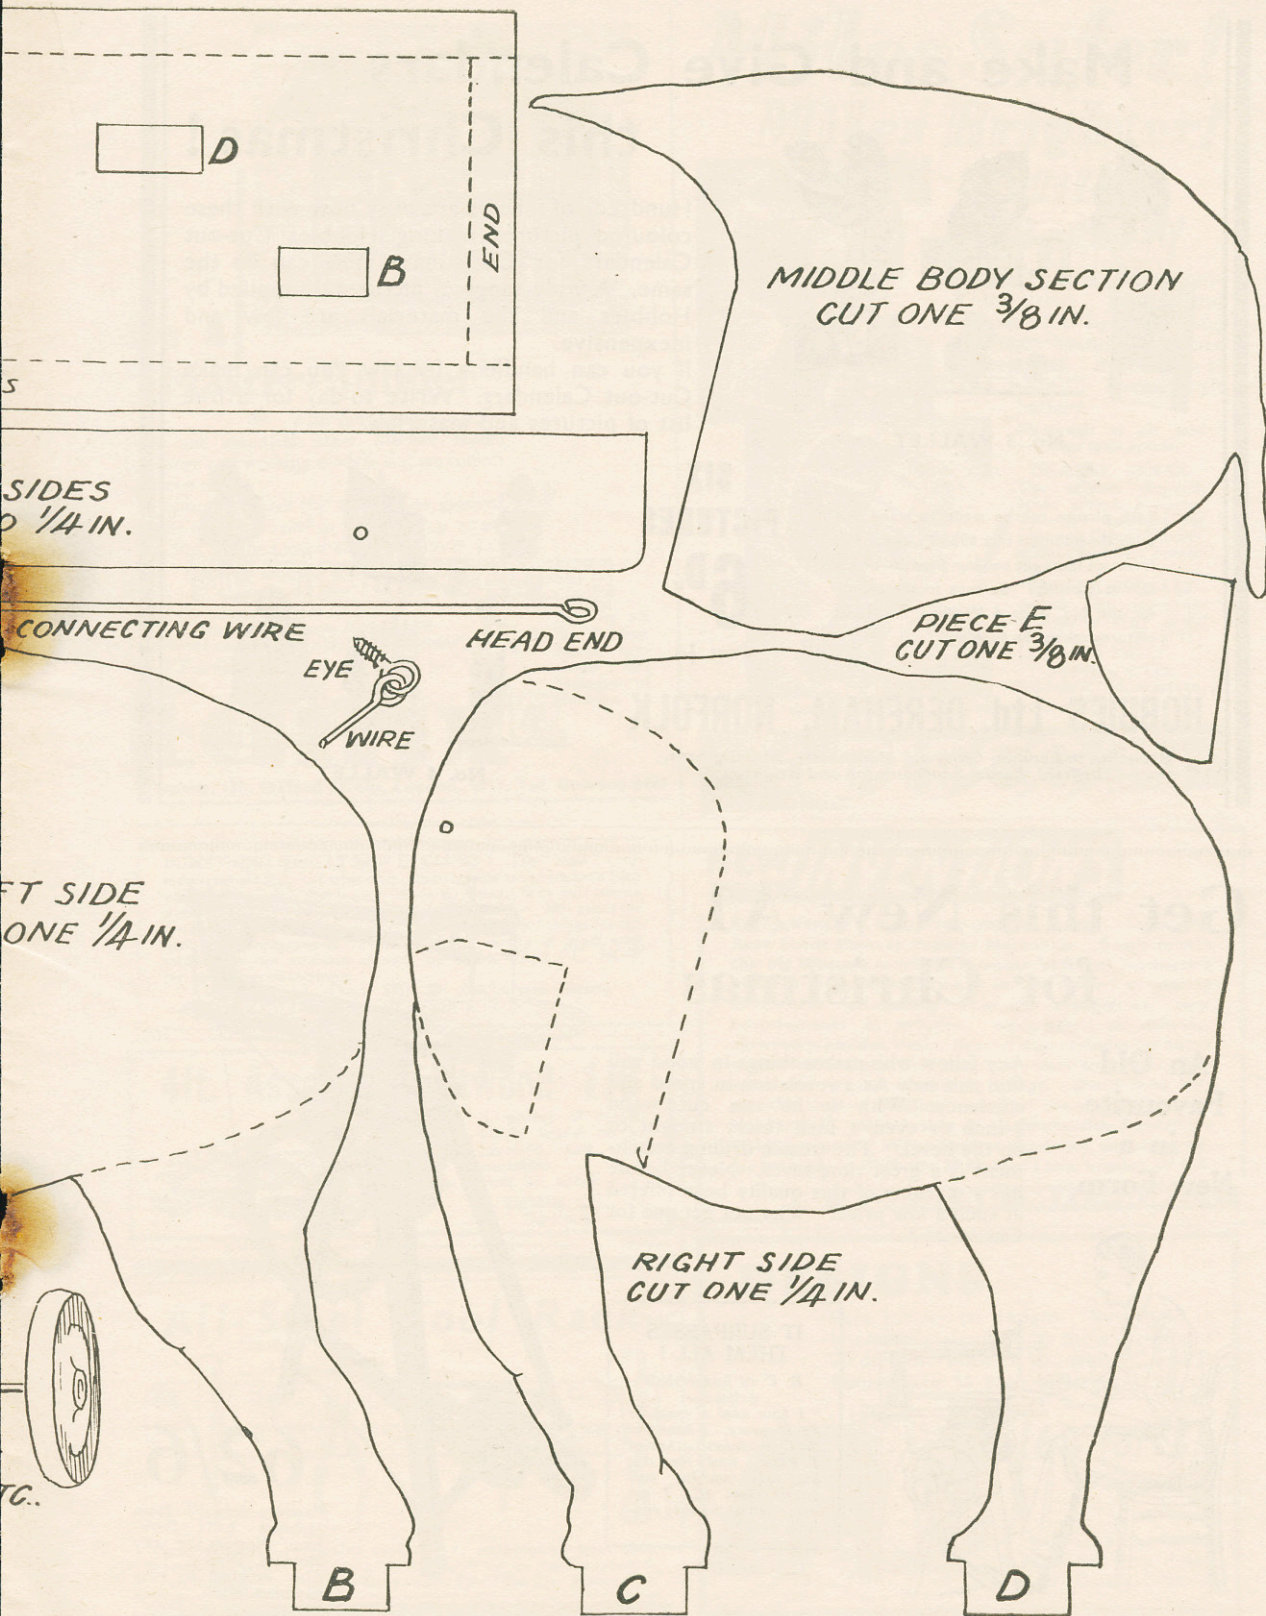 D
B
END
S
MIDDLE BODY SECTION
CUT ONE 3/8 IN.
SIDES
O 1/4 IN.
CONNECTING WIRE
HEAD END
EYE
WIRE
PIECE E
CUT ONE 3/8 IN.
FT SIDE
ONE 1/4 IN.
RIGHT SIDE
CUT ONE 1/4 IN.
TC..
B
C
D